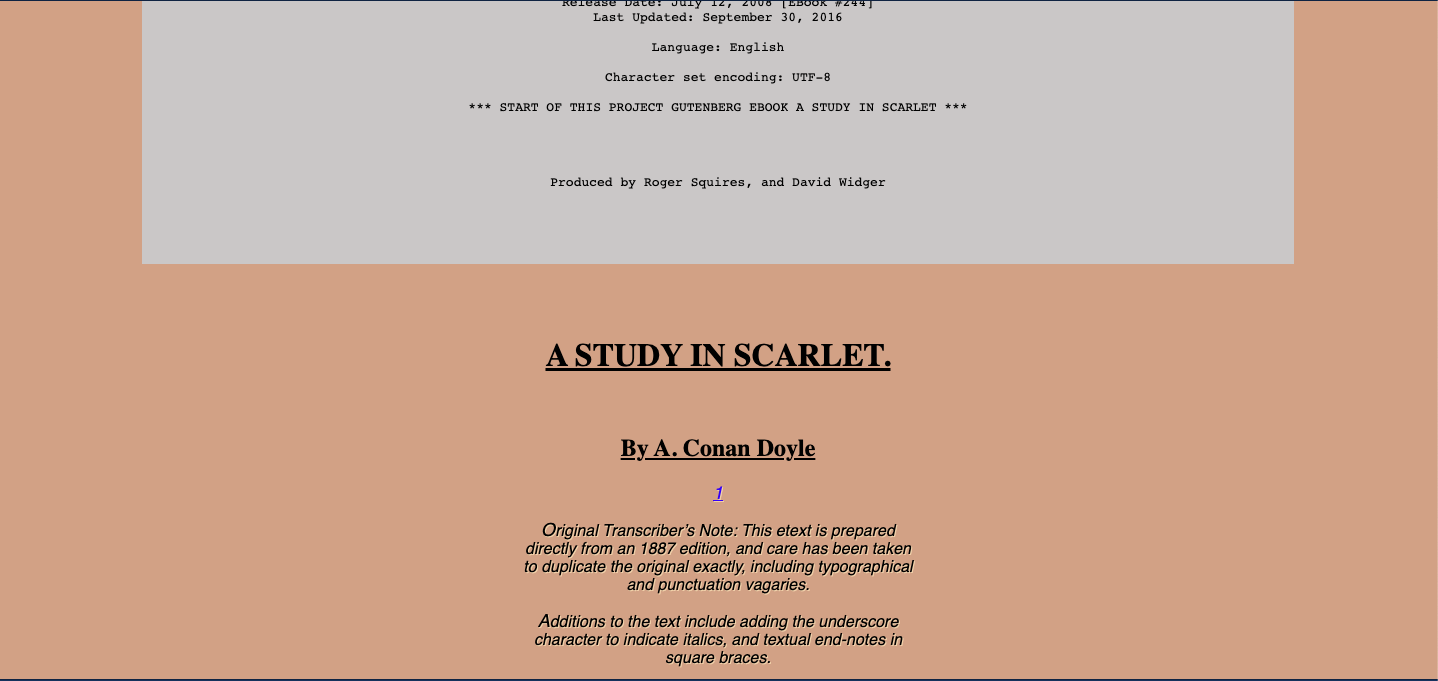 Release Date: July 12, 2008 [EBook #244]
Last Updated: September 30, 2016
Language: English
Character set encoding: UTF-8
*** START OF THIS PROJECT GUTENBERG EBOOK A STUDY IN SCARLET ***
Produced by Roger Squires, and David Widger
A STUDY IN SCARLET.
By A. Conan Doyle
1
Original Transcriber’s Note: This etext is prepared
directly from an 1887 edition, and care has been taken
to duplicate the original exactly, including typographical
and punctuation vagaries.
Additions to the text include adding the underscore
character to indicate italics, and textual end-notes in
square braces.